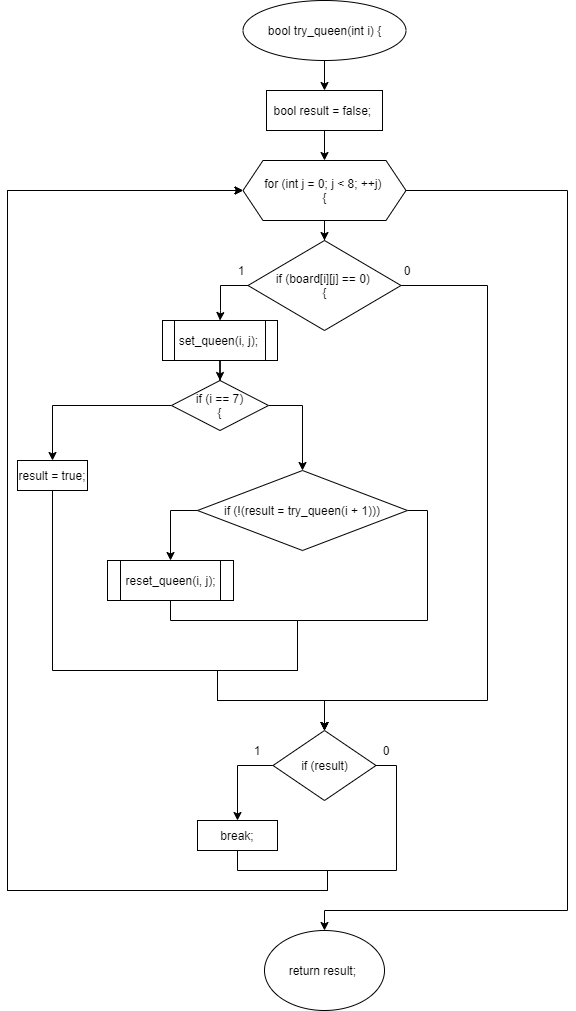 bool try_queen(int i) {
bool result = false;
for (int j = 0; j < 8; ++j)
{
1
if (board[i][j] == 0)
{
0
set_queen(i, j);
if (i == 7)
{
result = true;
if (!(result = try_queen(i + 1)))
reset_queen(i, j);
1
if (result)
0
break;
return result;